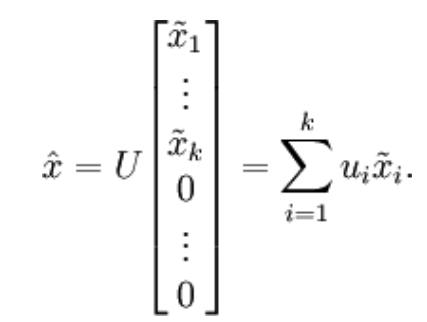 x̂ = U [x̃₁ ⋮ x̃ₖ 0 ⋮ 0] = ∑ᵢ₌₁ᵏ uᵢx̃ᵢ.